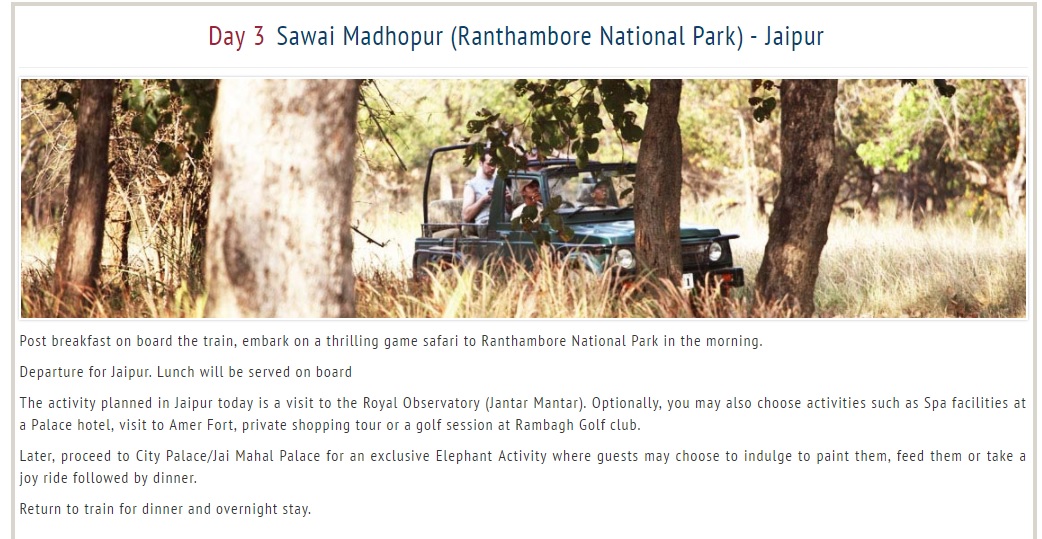 Day 3 Sawai Madhopur (Ranthambore National Park) - Jaipur
Post breakfast on board the train, embark on a thrilling game safari to Ranthambore National Park in the morning.
Departure for Jaipur. Lunch will be served on board
The activity planned in Jaipur today is a visit to the Royal Observatory (Jantar Mantar). Optionally, you may also choose activities such as Spa facilities at
a Palace hotel, visit to Amer Fort, private shopping tour or a golf session at Rambagh Golf club.
Later, proceed to City Palace/Jai Mahal Palace for an exclusive Elephant Activity where guests may choose to indulge to paint them, feed them or take a
joy ride followed by dinner.
Return to train for dinner and overnight stay.